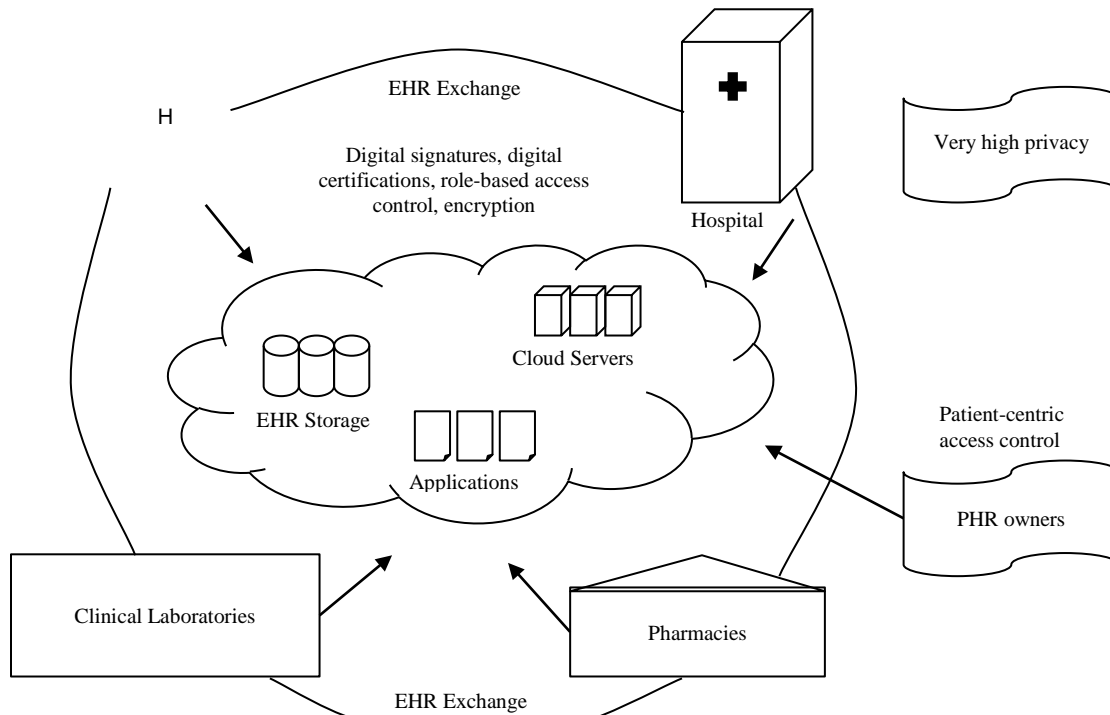 EHR Exchange
H
Very high privacy
Digital signatures, digital
certifications, role-based access
control, encryption
Hospital
Cloud Servers
EHR Storage
Patient-centric
access control
Applications
PHR owners
Clinical Laboratories
Pharmacies
EHR Exchange